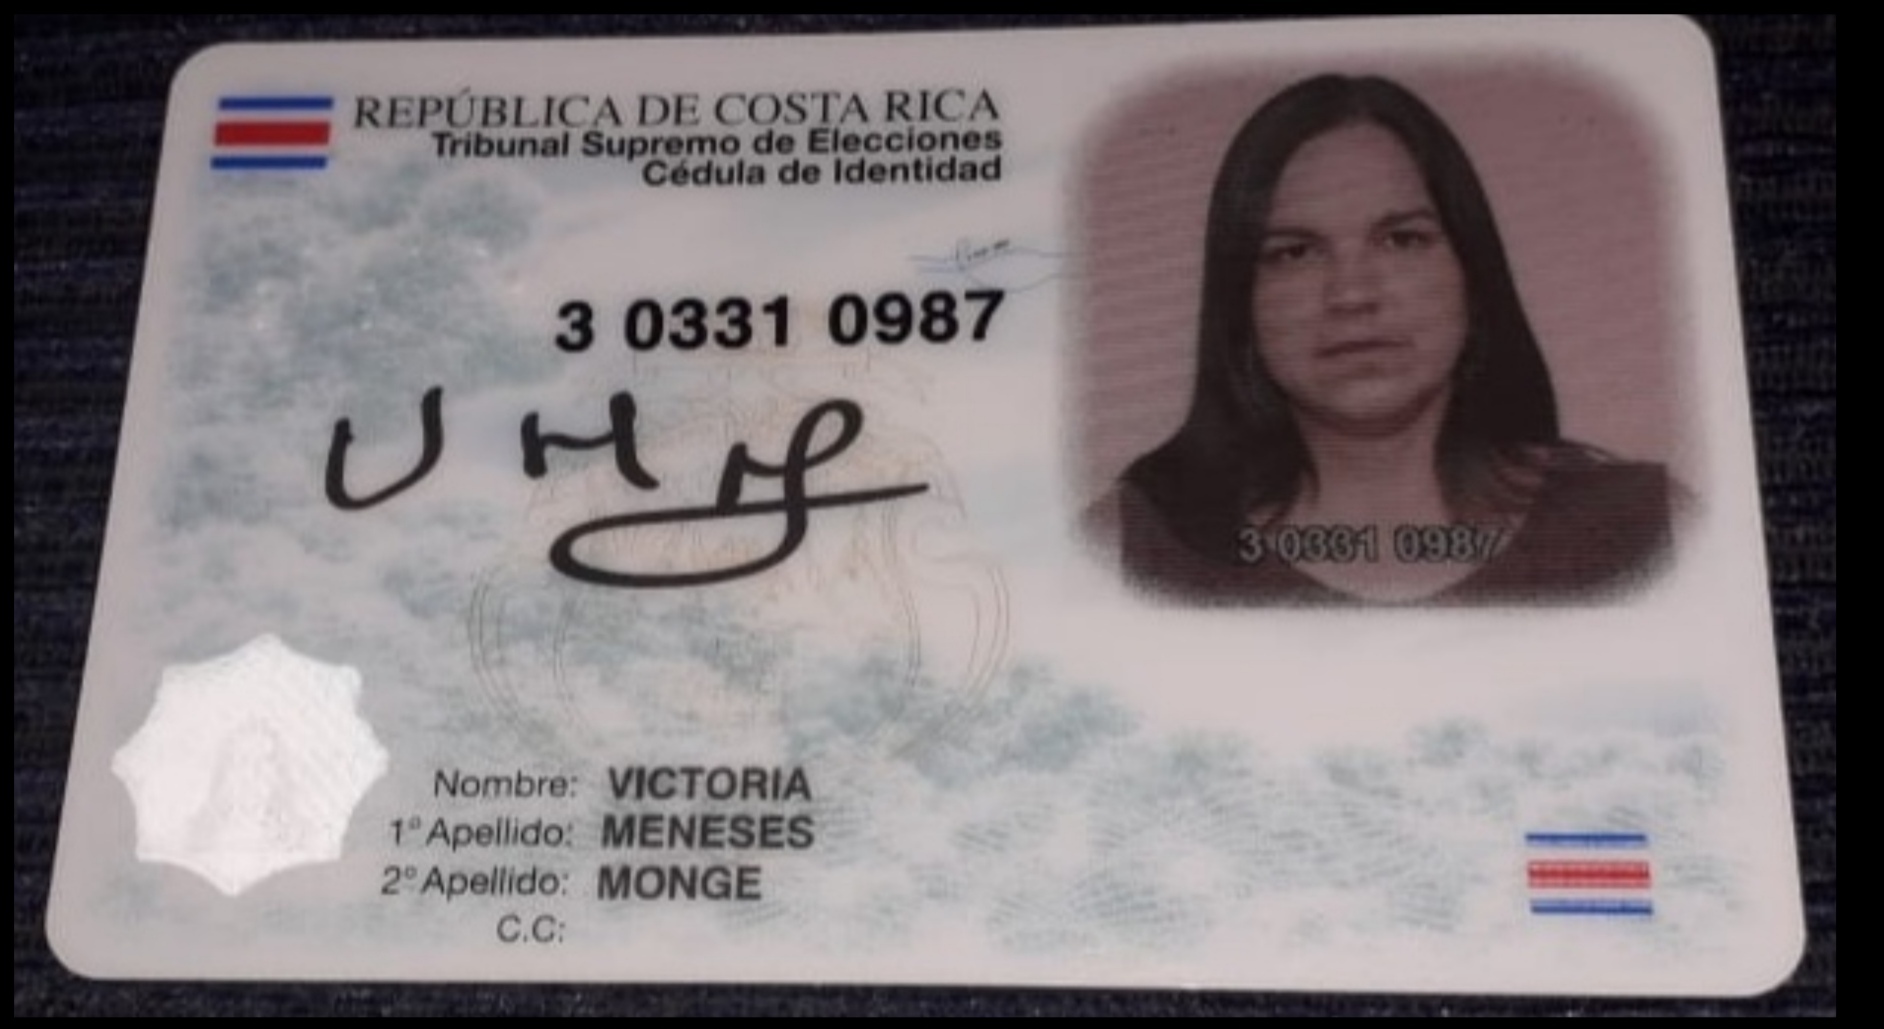 REPÚBLICA DE COSTA RICA
Tribunal Supremo de Elecciones
Cédula de Identidad
3 0331 0987
3 0331 0987
Nombre: VICTORIA
1° Apellido: MENESES
2° Apellido: MONGE
C.C: